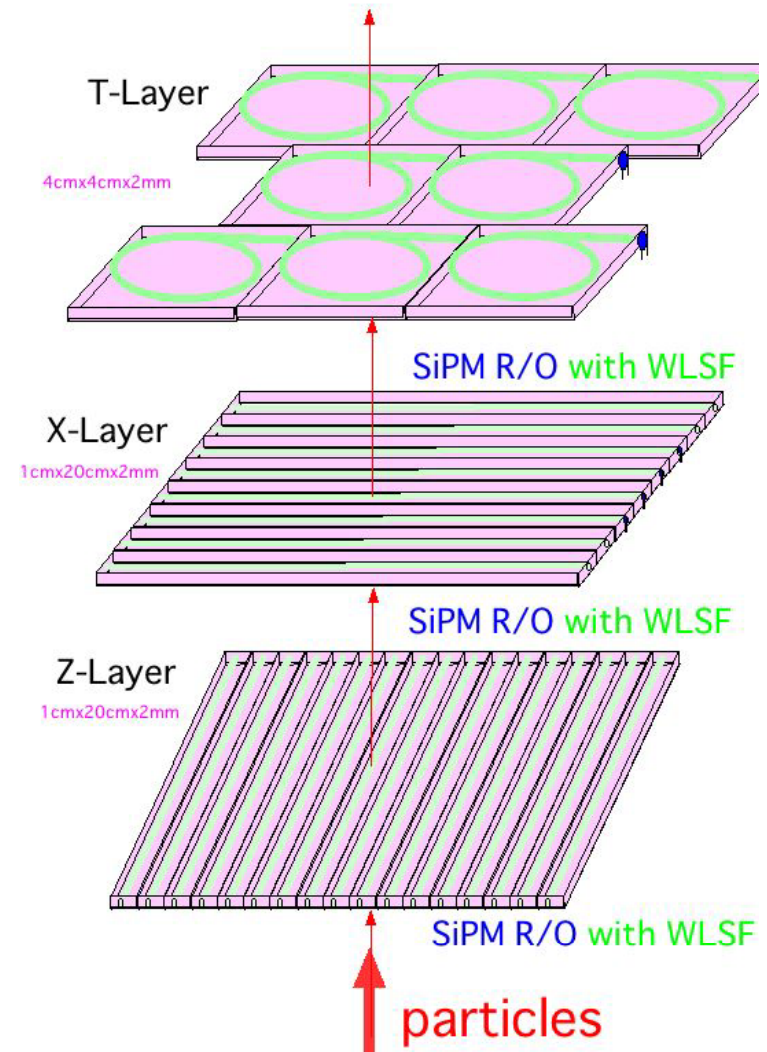 T-Layer
4cmx4cmx2mm
SiPM R/O with WLSF
X-Layer
1cmx20cmx2mm
SiPM R/O with WLSF
Z-Layer
1cmx20cmx2mm
SiPM R/O with WLSF
particles